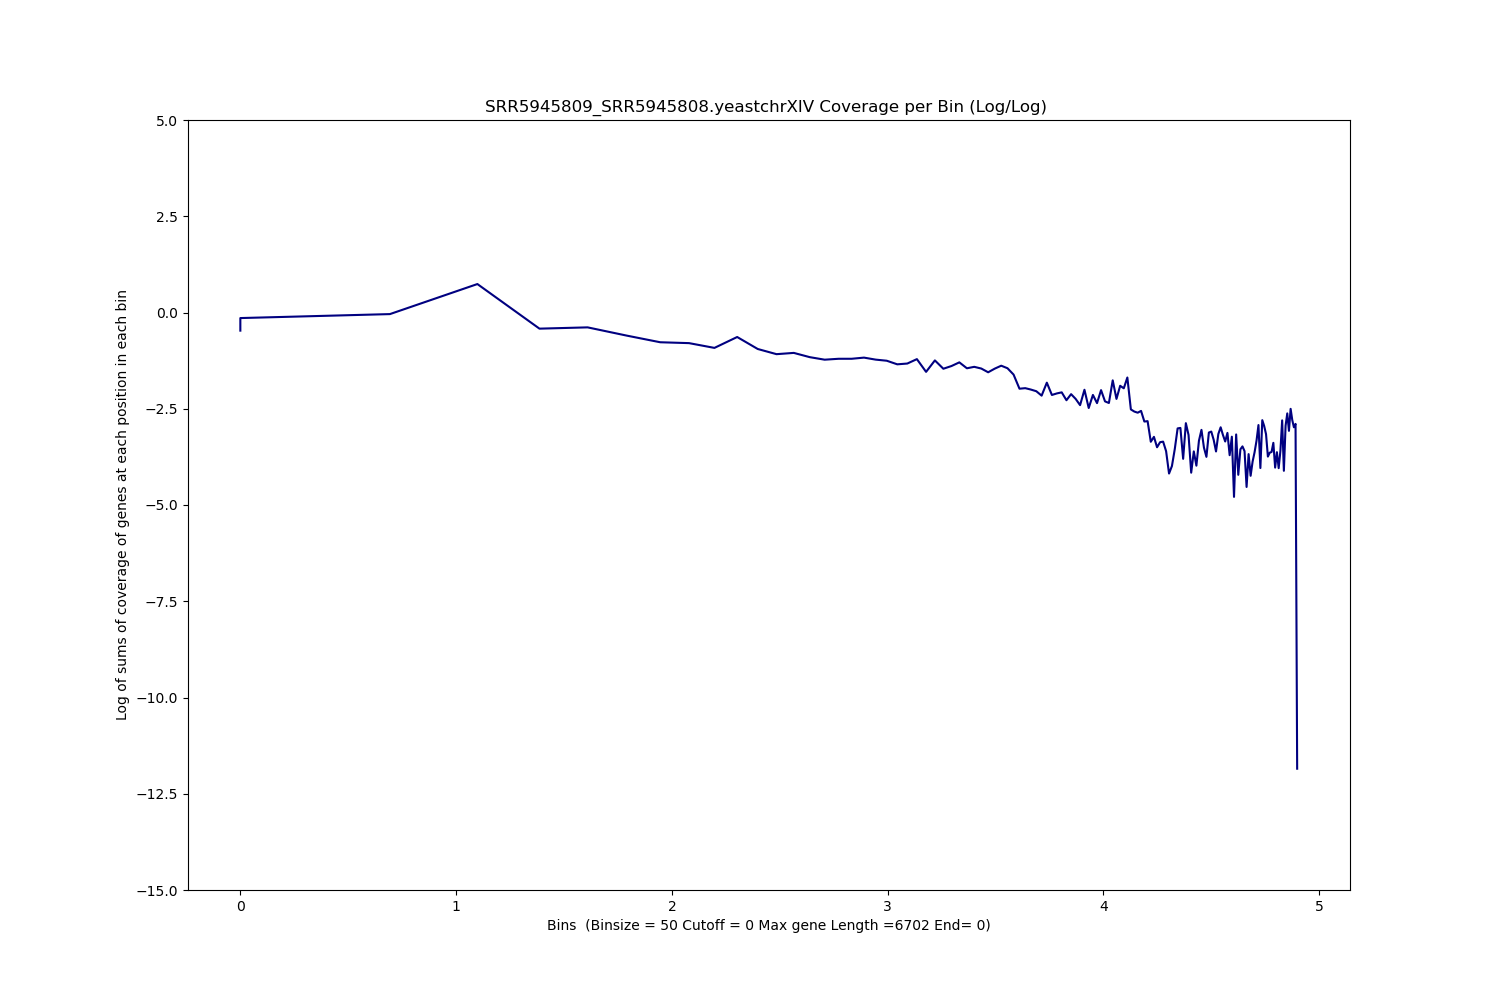 SRR5945809_SRR5945808.yeastchrXIV Coverage per Bin (Log/Log)
Log of sums of coverage of genes at each position in each bin
5.0
2.5
0.0
−2.5
−5.0
−7.5
−10.0
−12.5
−15.0
0 1 2 3 4 5
Bins  (Binsize = 50 Cutoff = 0 Max gene Length =6702 End= 0)